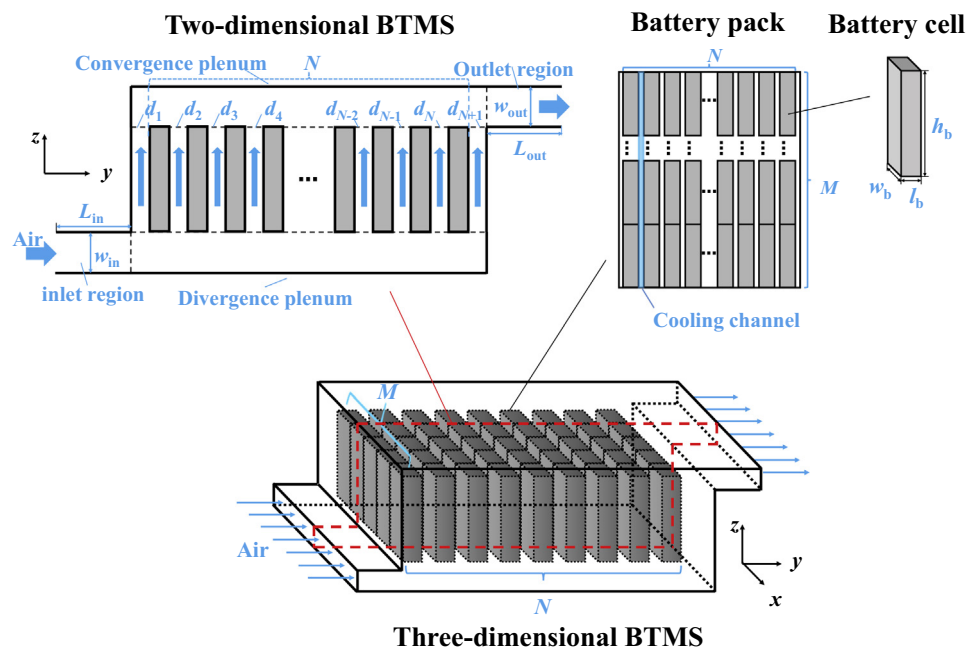 Two-dimensional BTMS
Convergence plenum
N
Outlet region
d1 d2 d3 d4 dN-2 dN-1 dN dN+1
wout
Lout
z
y
...
Lin
Air
win
inlet region
Divergence plenum
Battery pack
N
...
M
...
...
Cooling channel
Battery cell
hb
wb
lb
M
Air
N
z
y
x
Three-dimensional BTMS